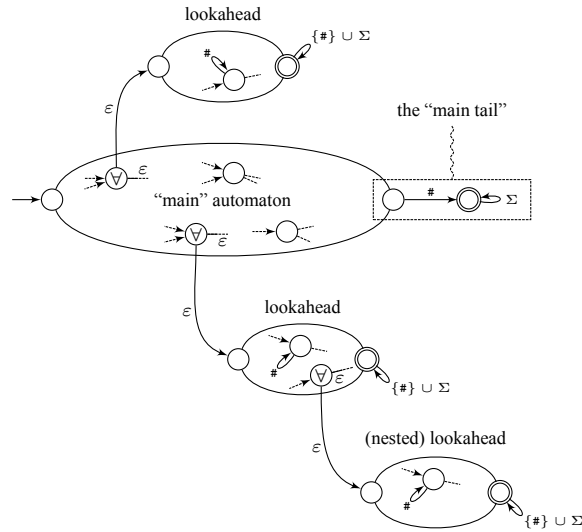 lookahead
{#} ∪ Σ
#
ε
the “main tail”
∀ ε
“main” automaton
# Σ
∀ ε
ε
lookahead
#
∀ ε
{#} ∪ Σ
ε
(nested) lookahead
#
{#} ∪ Σ